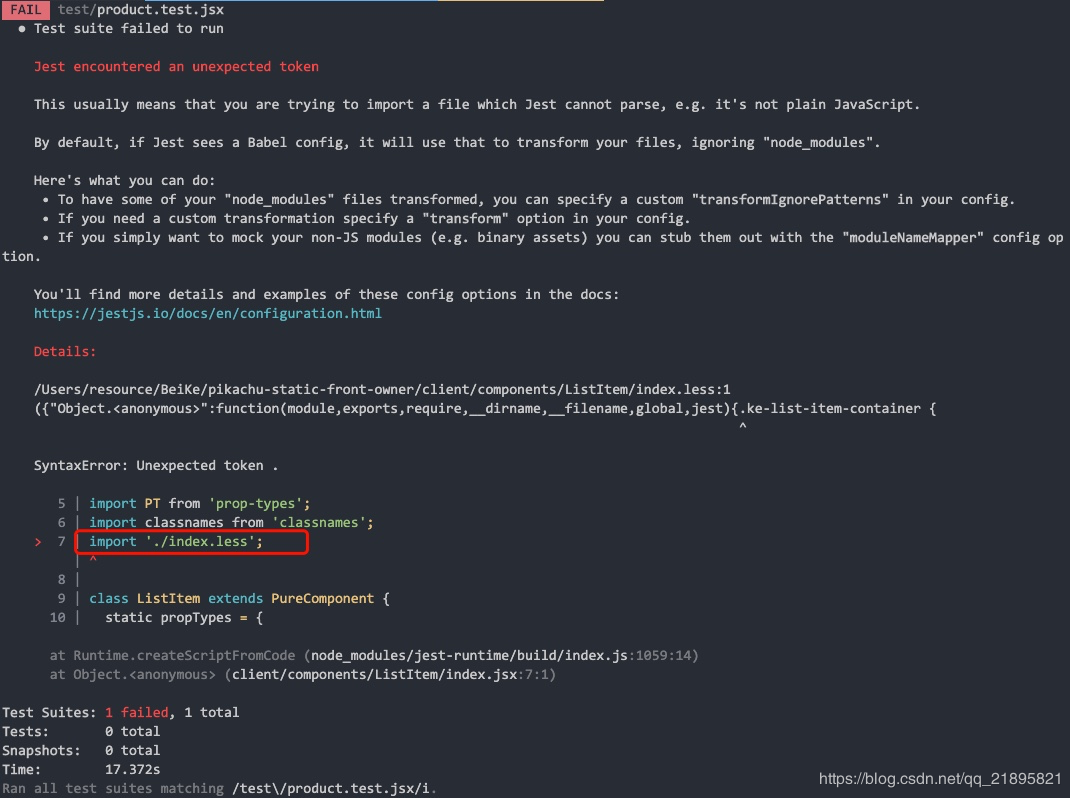 FAIL test/product.test.jsx
● Test suite failed to run
Jest encountered an unexpected token
This usually means that you are trying to import a file which Jest cannot parse, e.g. it's not plain JavaScript.
By default, if Jest sees a Babel config, it will use that to transform your files, ignoring "node_modules".
Here's what you can do:
• To have some of your "node_modules" files transformed, you can specify a custom "transformIgnorePatterns" in your config.
• If you need a custom transformation specify a "transform" option in your config.
• If you simply want to mock your non-JS modules (e.g. binary assets) you can stub them out with the "moduleNameMapper" config op
tion.
You'll find more details and examples of these config options in the docs:
https://jestjs.io/docs/en/configuration.html
Details:
/Users/resource/BeiKe/pikachu-static-front-owner/client/components/ListItem/index.less:1
({"Object.<anonymous>":function(module,exports,require,__dirname,__filename,global,jest){.ke-list-item-container {
^
SyntaxError: Unexpected token .
5 | import PT from 'prop-types';
6 | import classnames from 'classnames';
> 7 | import './index.less';
| ^
8 |
9 | class ListItem extends PureComponent {
10 | static propTypes = {
at Runtime.createScriptFromCode (node_modules/jest-runtime/build/index.js:1059:14)
at Object.<anonymous> (client/components/ListItem/index.jsx:7:1)
Test Suites: 1 failed, 1 total
Tests: 0 total
Snapshots: 0 total
Time: 17.372s
Ran all test suites matching /test\/product.test.jsx/i.
https://blog.csdn.net/qq_21895821